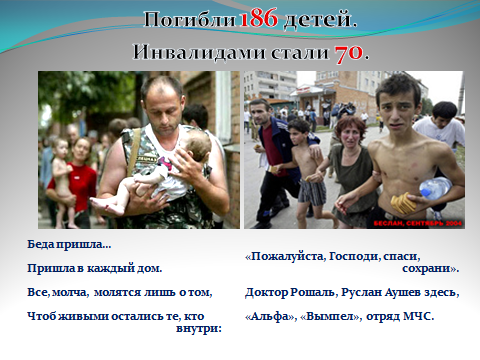 Погибли 186 детей.
Инвалидами стали 70.
СПЕЦНАЗ
БЕСЛАН, СЕНТЯБРЬ 2004
Беда пришла...
Пришла в каждый дом.
Все, молча, молятся лишь о том,
Чтоб живыми остались те, кто
внутри:
«Пожалуйста, Господи, спаси,
сохрани».
Доктор Рошаль, Руслан Аушев здесь,
«Альфа», «Вымпел», отряд МЧС.